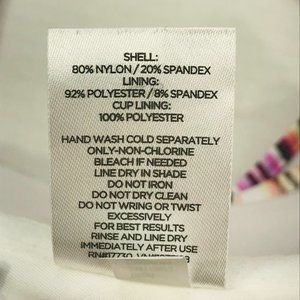 SHELL:
80% NYLON / 20% SPANDEX
LINING:
92% POLYESTER / 8% SPANDEX
CUP LINING:
100% POLYESTER
HAND WASH COLD SEPARATELY
ONLY-NON-CHLORINE
BLEACH IF NEEDED
LINE DRY IN SHADE
DO NOT IRON
DO NOT DRY CLEAN
DO NOT WRING OR TWIST
EXCESSIVELY
FOR BEST RESULTS
RINSE AND LINE DRY
IMMEDIATELY AFTER USE
RN#17730